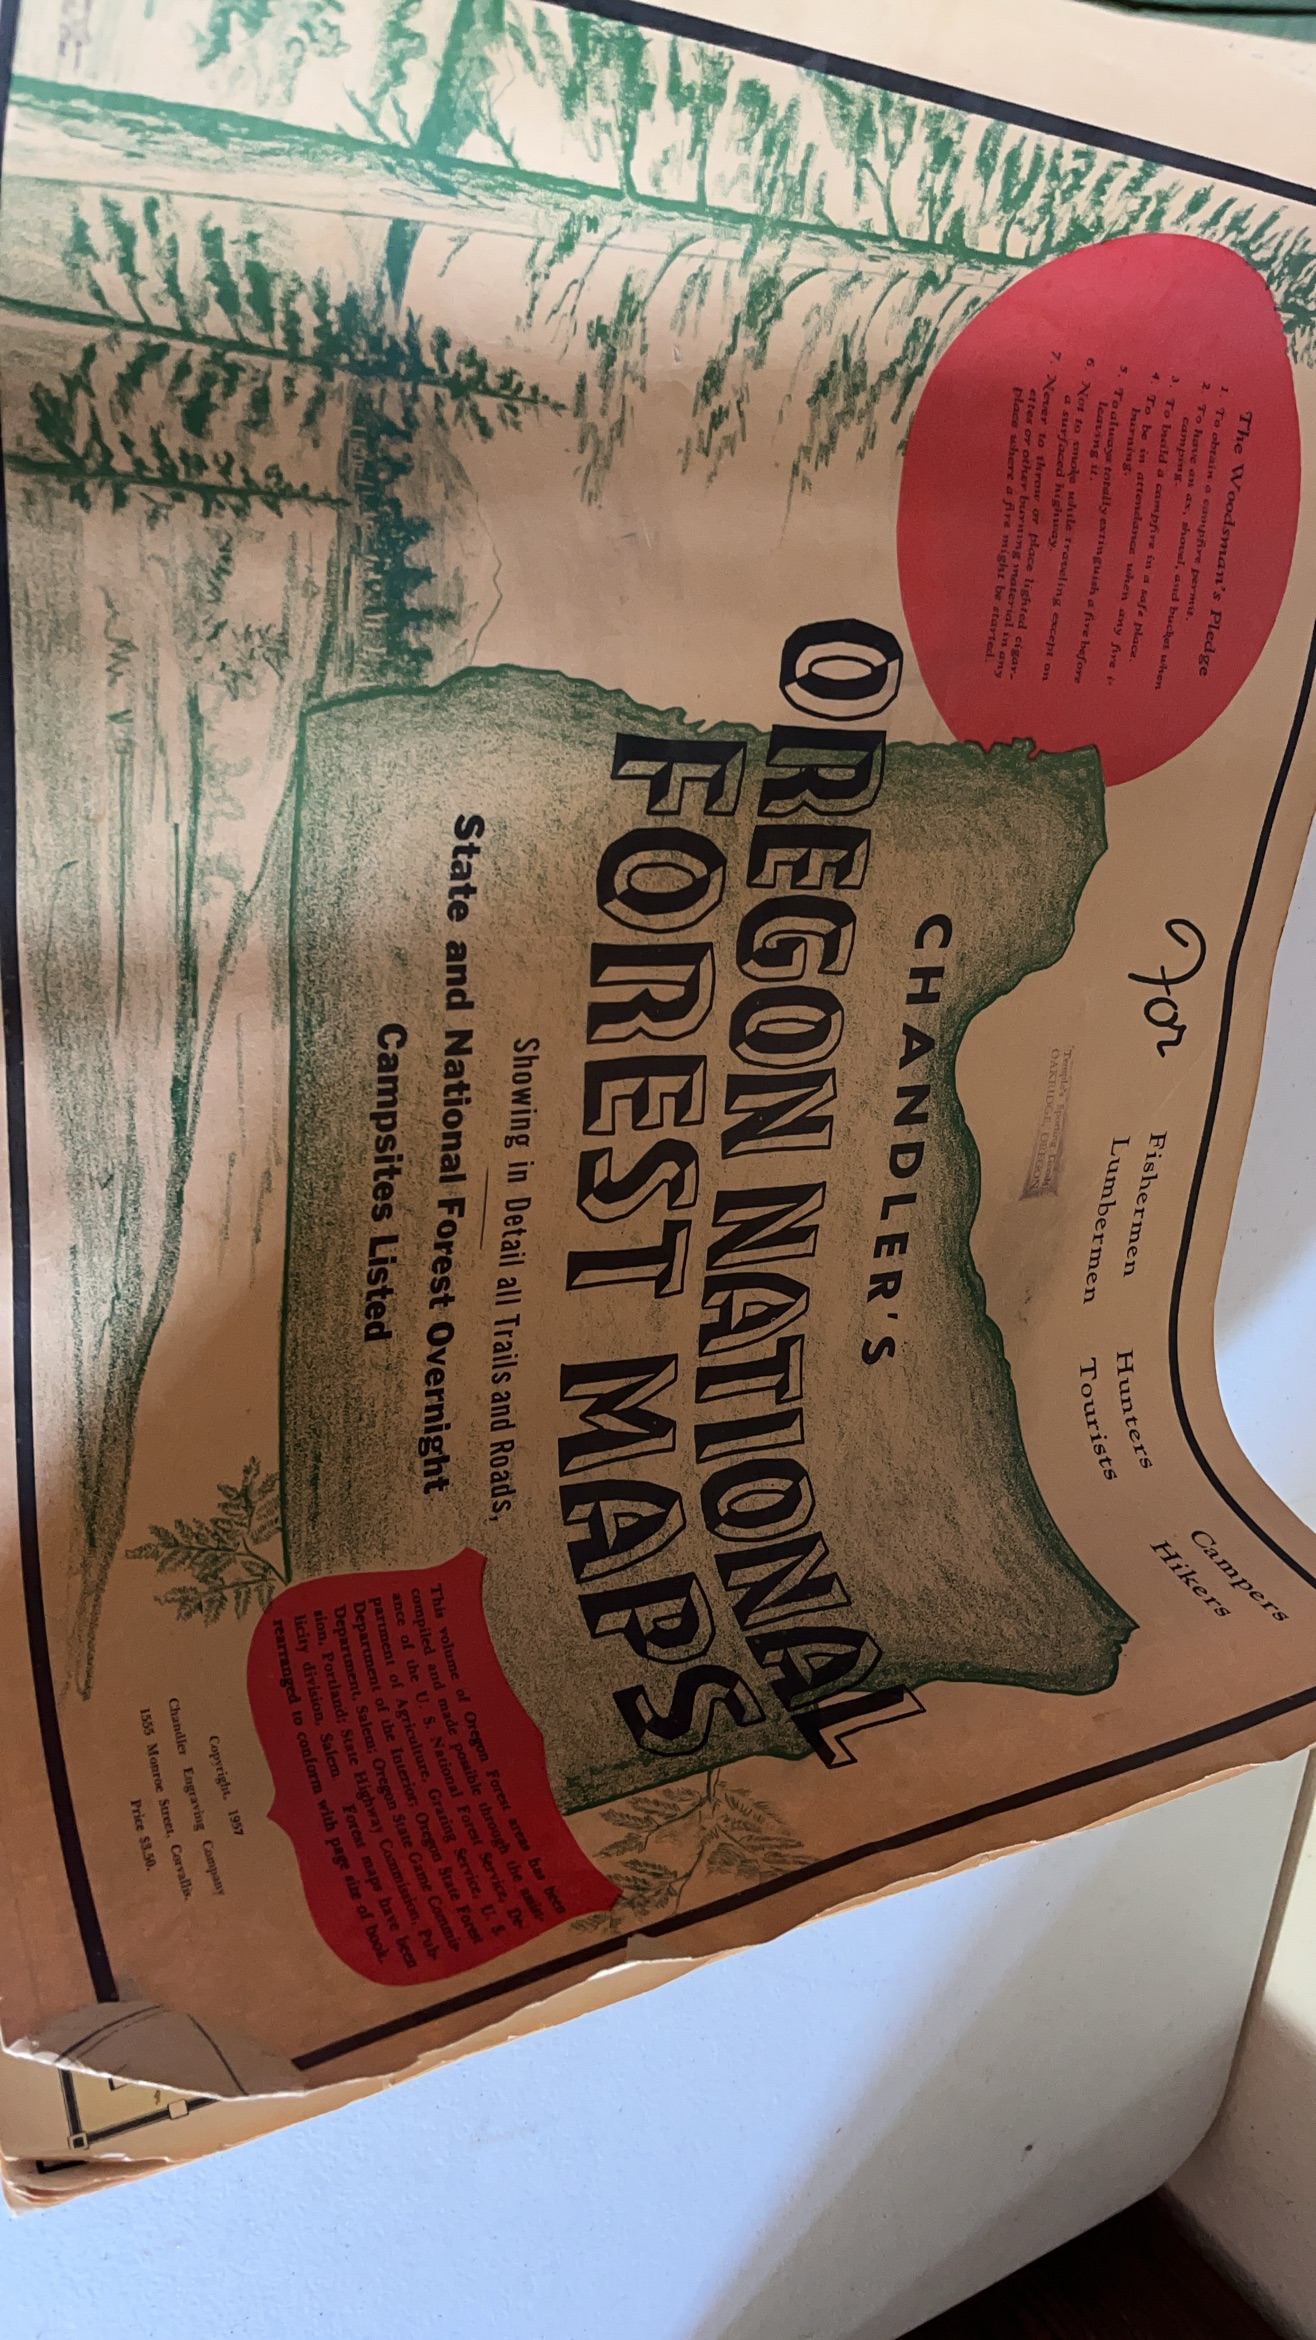 The Woodsman's Pledge
1. To obtain a campfire permit.
2. To have an ax, shovel, and bucket when
camping.
3. To build a campfire in a safe place.
4. To be in attendance when any fire is
burning.
5. To always totally extinguish a fire before
leaving it.
6. Not to smoke while traveling except on
a surfaced highway.
7. Never to throw or place lighted cigar-
ettes or other burning material in any
place where a fire might be started.
For
Fishermen Hunters Campers
Lumbermen Tourists Hikers
Temple's Sporting Goods
OAKRIDGE, OREGON
CHANDLER'S
OREGON NATIONAL
FOREST MAPS
Showing in Detail all Trails and Roads,
State and National Forest Overnight
Campsites Listed
This volume of Oregon Forest areas has been
compiled and made possible through the assist-
ance of the U. S. National Forest Service, De-
partment of Agriculture, Grazing Service, U. S.
Department of the Interior; Oregon State Forest
Department, Salem; Oregon State Game Commis-
sion, Portland; State Highway Commission, Pub-
licity division, Salem. Forest maps have been
rearranged to conform with page size of book.
Copyright, 1957
Chandler Engraving Company
1555 Monroe Street, Corvallis.
Price $3.50.